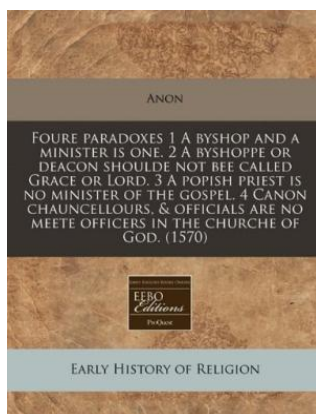 Anon
Foure paradoxes 1 A byshop and a
minister is one. 2 A byshoppe or
deacon shoulde not bee called
Grace or Lord. 3 A popish priest is
no minister of the gospel. 4 Canon
chauncellours, & officials are no
meete officers in the churche of
God. (1570)
EEBO
Editions
ProQuest
Early History of Religion